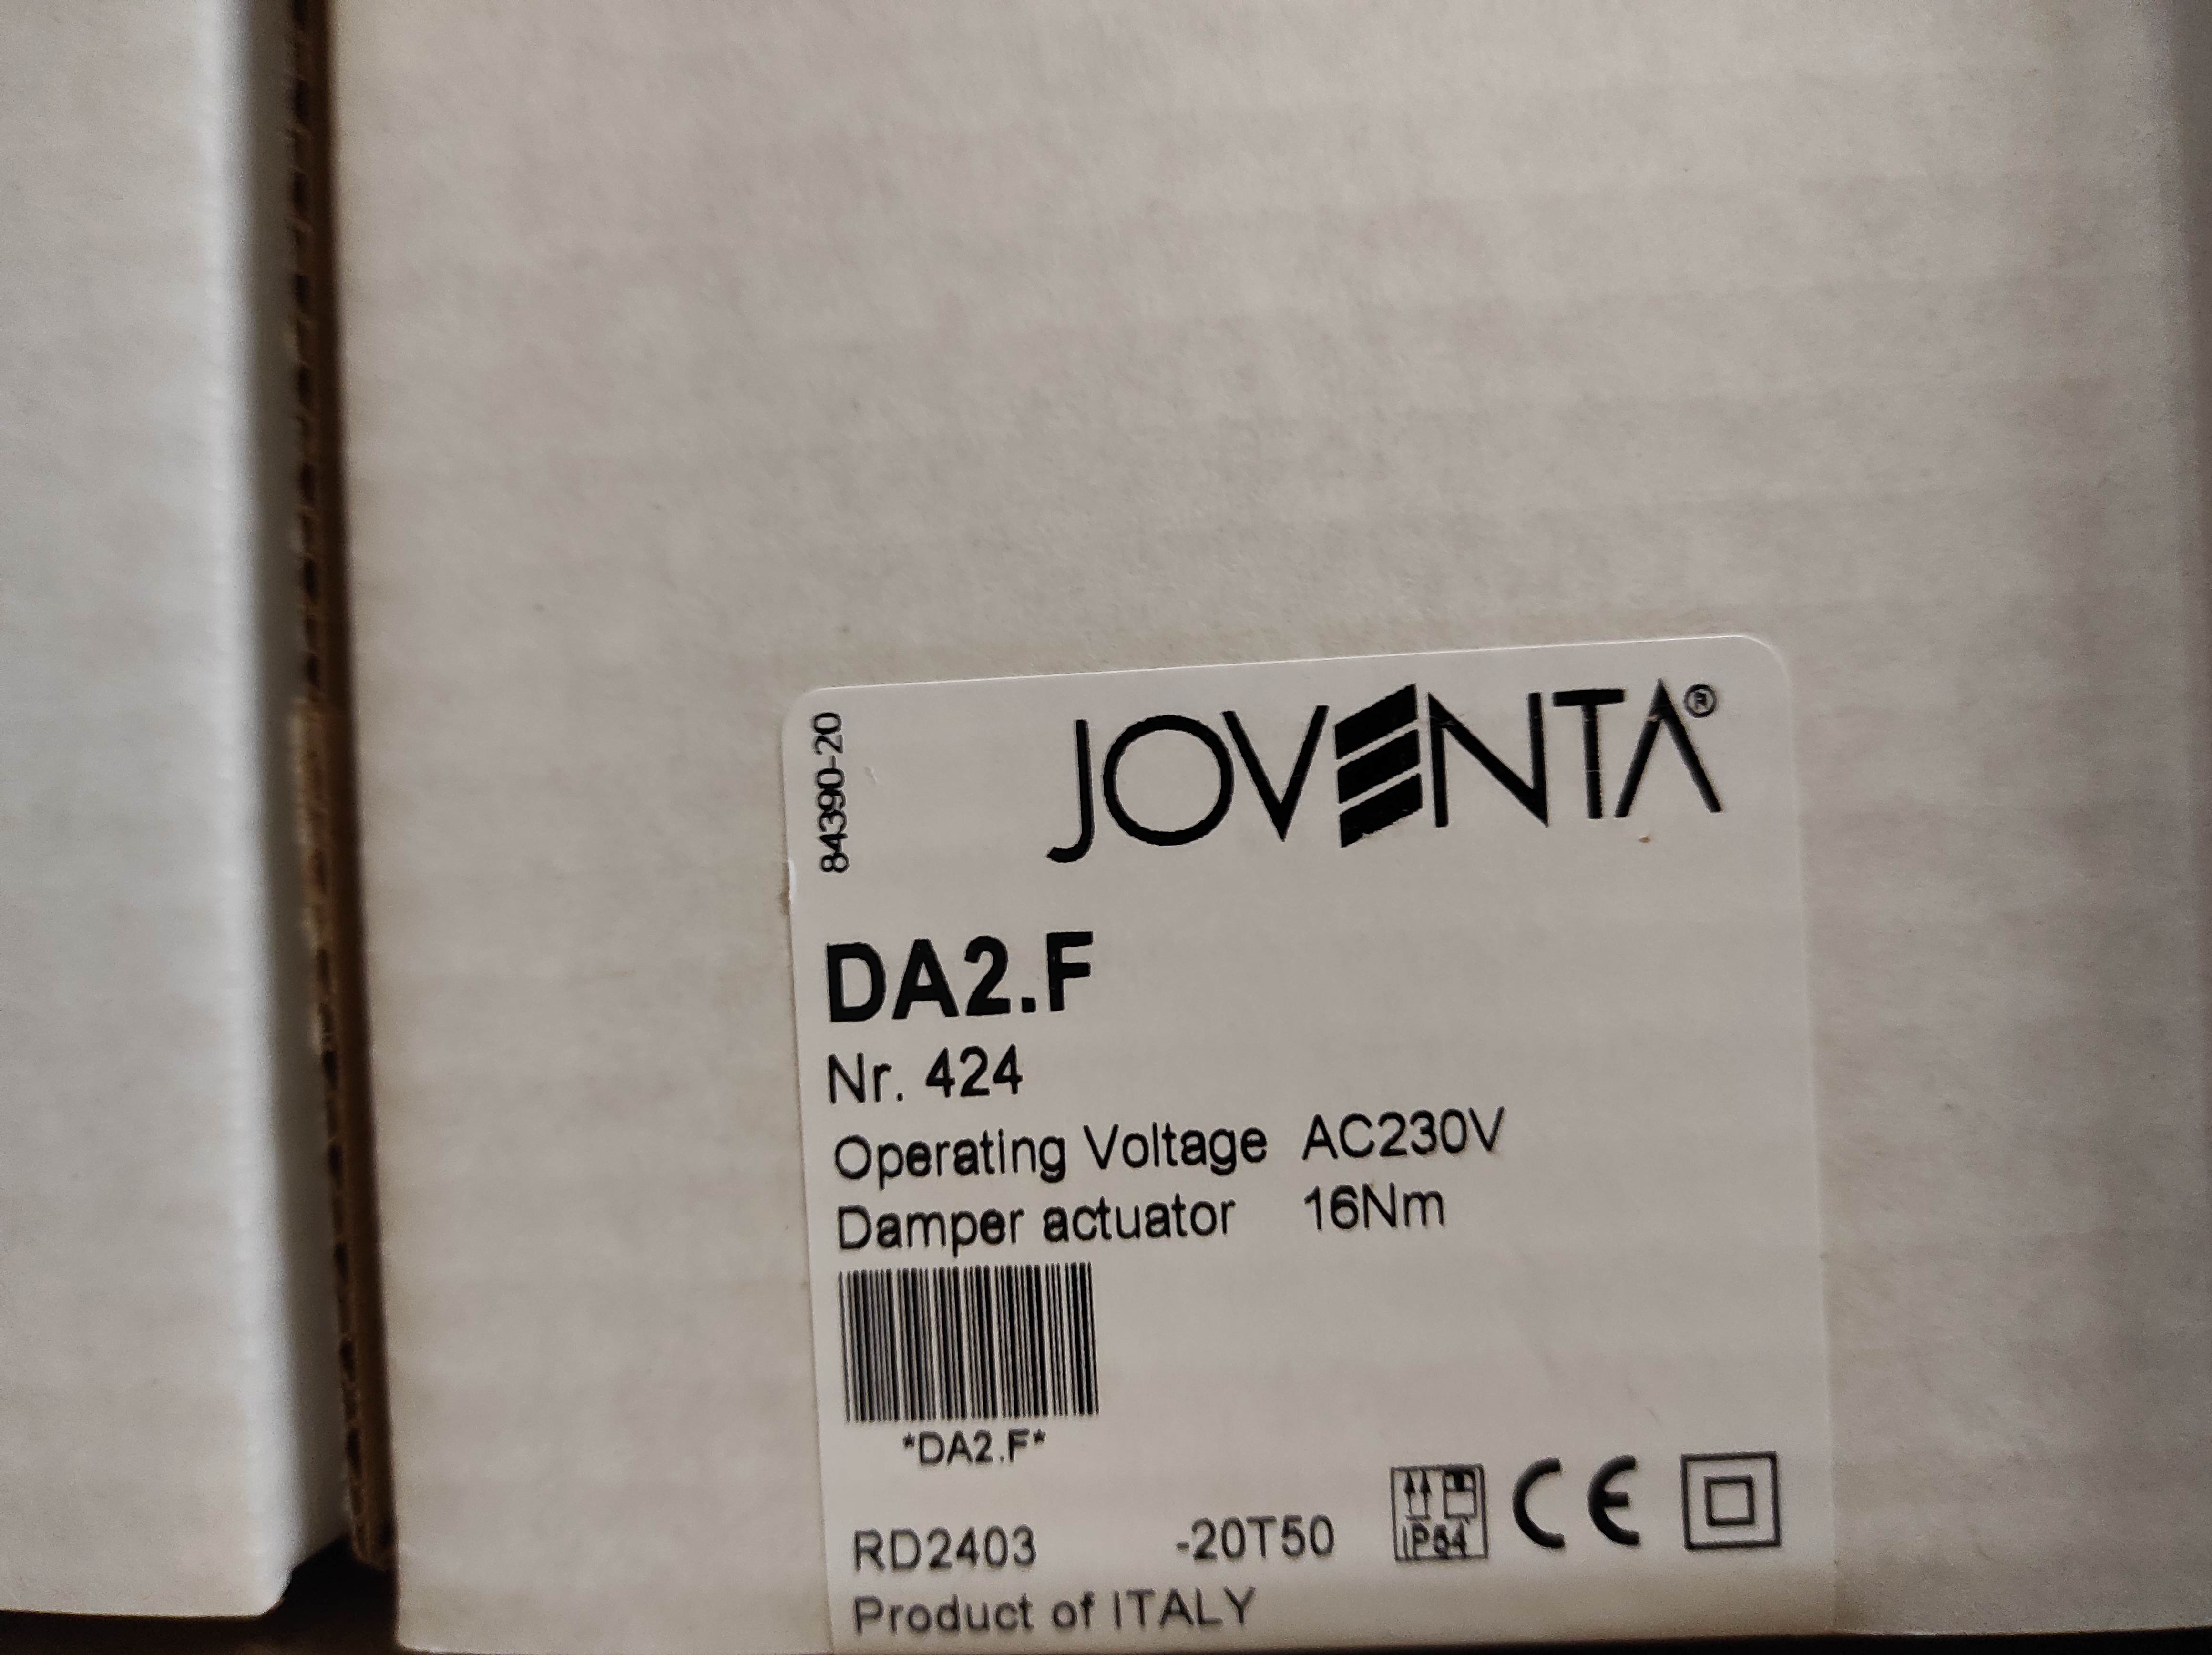 84390-20
JOVENTA®
DA2.F
Nr. 424
Operating Voltage AC230V
Damper actuator 16Nm
*DA2.F*
RD2403 -20T50 IP54 CE
Product of ITALY